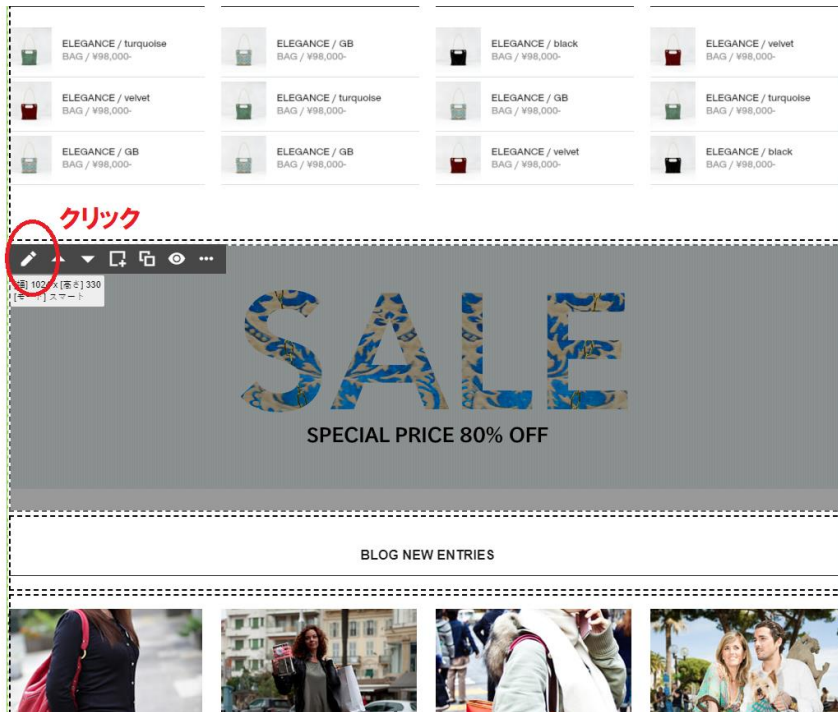 ELEGANCE / turquoise
BAG / ¥98,000-
ELEGANCE / GB
BAG / ¥98,000-
ELEGANCE / black
BAG / ¥98,000-
ELEGANCE / velvet
BAG / ¥98,000-
ELEGANCE / velvet
BAG / ¥98,000-
ELEGANCE / turquoise
BAG / ¥98,000-
ELEGANCE / GB
BAG / ¥98,000-
ELEGANCE / turquoise
BAG / ¥98,000-
ELEGANCE / GB
BAG / ¥98,000-
ELEGANCE / GB
BAG / ¥98,000-
ELEGANCE / velvet
BAG / ¥98,000-
ELEGANCE / black
BAG / ¥98,000-
クリック
1024 x [高さ] 330
スマート
SALE
SPECIAL PRICE 80% OFF
BLOG NEW ENTRIES